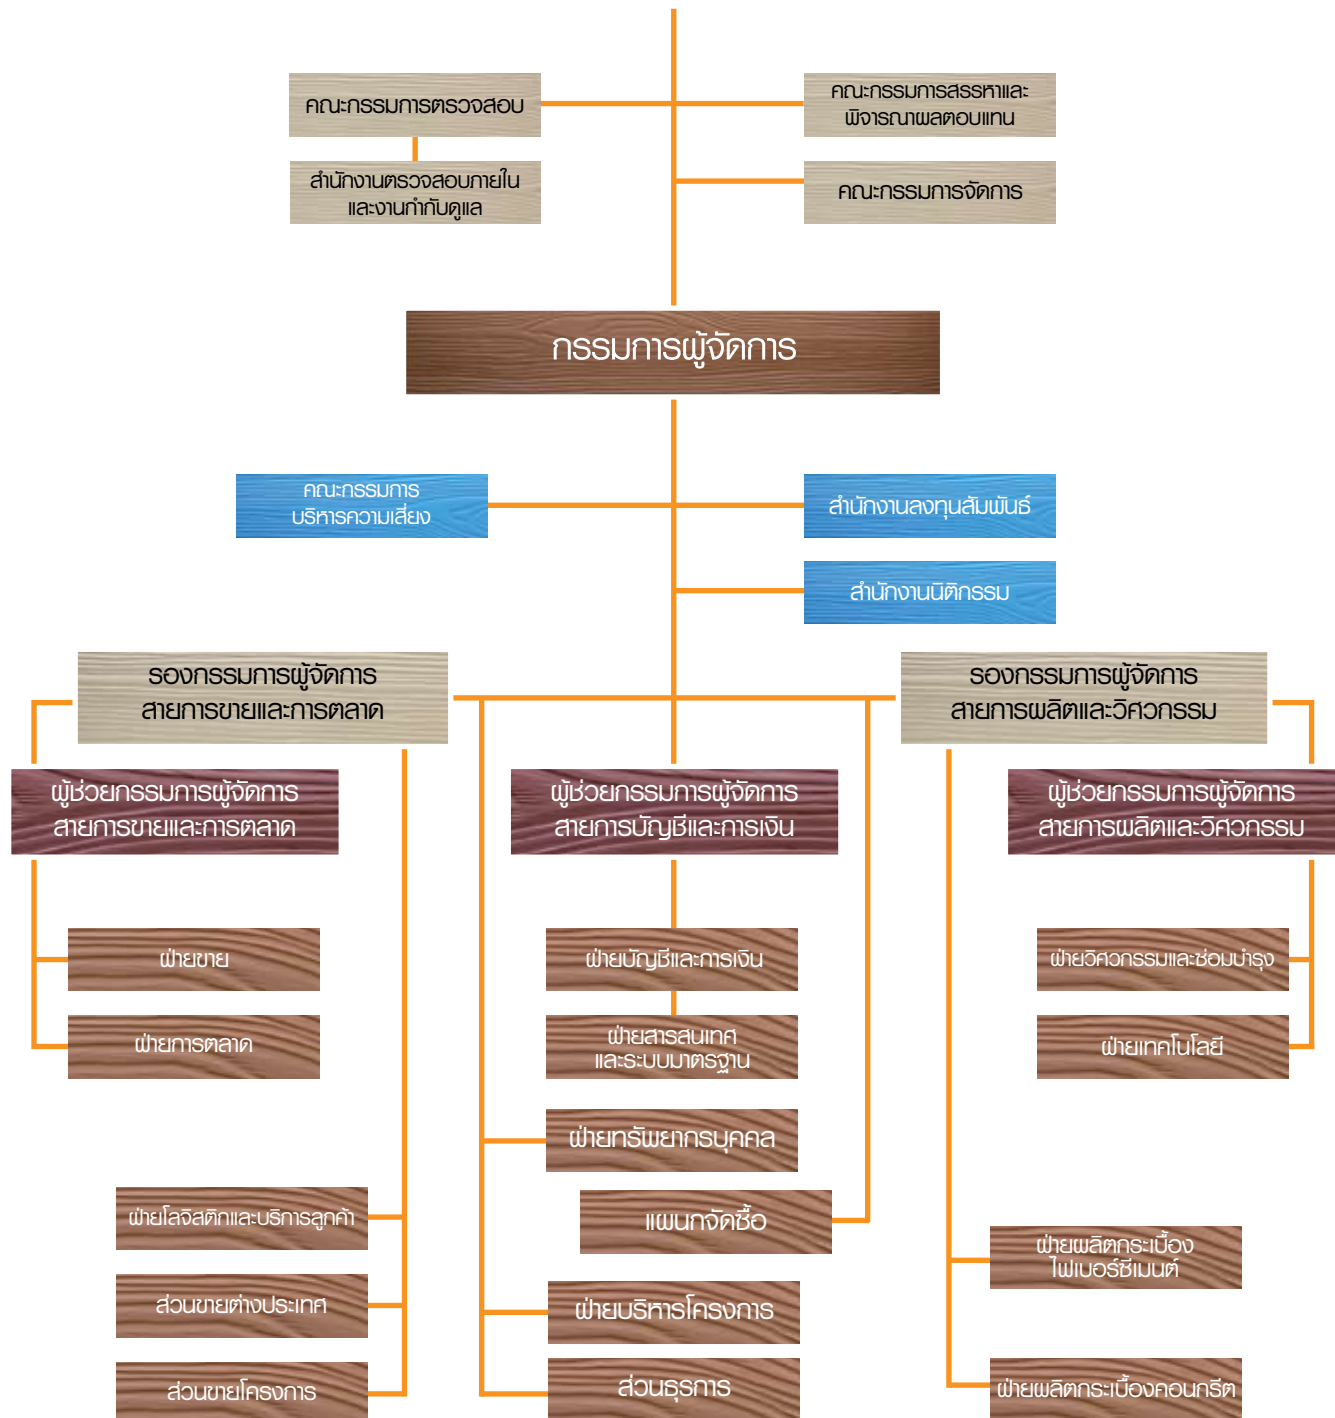 คณะกรรมการตรวจสอบ
คณะกรรมการสรรหาและ
พิจารณาผลตอบแทน
สำนักงานตรวจสอบภายใน
และงานกำกับดูแล
คณะกรรมการจัดการ
กรรมการผู้จัดการ
คณะกรรมการ
บริหารความเสี่ยง
สำนักงานลงทุนสัมพันธ์
สำนักงานนิติกรรม
รองกรรมการผู้จัดการ
สายการขายและการตลาด
รองกรรมการผู้จัดการ
สายการผลิตและวิศวกรรม
ผู้ช่วยกรรมการผู้จัดการ
สายการขายและการตลาด
ผู้ช่วยกรรมการผู้จัดการ
สายการบัญชีและการเงิน
ผู้ช่วยกรรมการผู้จัดการ
สายการผลิตและวิศวกรรม
ฝ่ายขาย
ฝ่ายบัญชีและการเงิน
ฝ่ายวิศวกรรมและซ่อมบำรุง
ฝ่ายการตลาด
ฝ่ายสารสนเทศ
และระบบมาตรฐาน
ฝ่ายเทคโนโลยี
ฝ่ายทรัพยากรบุคคล
ฝ่ายโลจิสติกและบริการลูกค้า
แผนกจัดซื้อ
ฝ่ายผลิตกระเบื้อง
ไฟเบอร์ซีเมนต์
ส่วนขายต่างประเทศ
ฝ่ายบริหารโครงการ
ส่วนขายโครงการ
ส่วนธุรการ
ฝ่ายผลิตกระเบื้องคอนกรีต